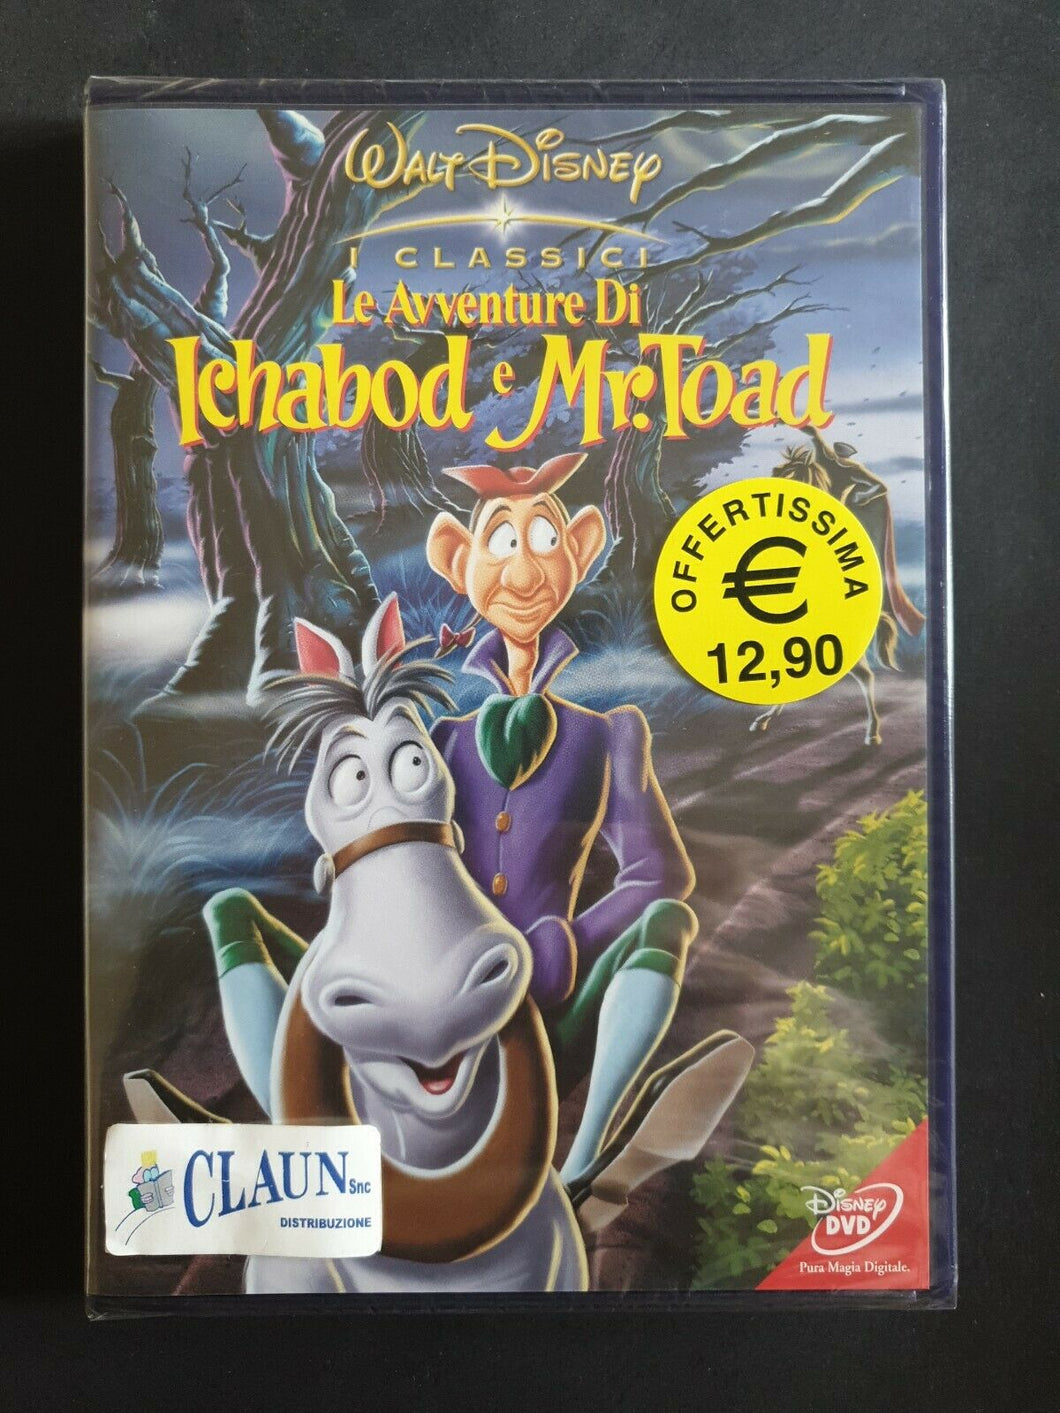 WALT DISNEY
I CLASSICI
Le Avventure Di
Ichabod e Mr. Toad
OFFERTISSIMA
€
12,90
CLAUN Snc
DISTRIBUZIONE
DISNEY
DVD
Pura Magia Digitale.